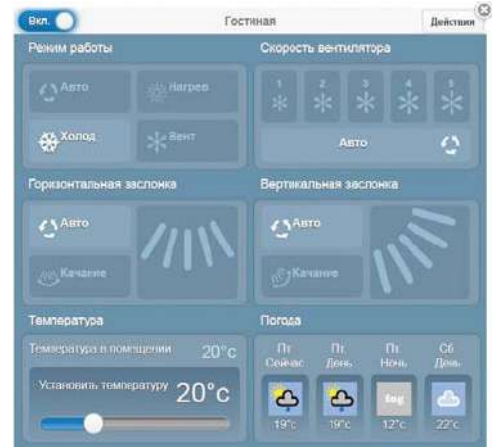 Вкл.
Гостиная
Действия
Режим работы
Авто
Нагрев
Холод
Вент
Скорость вентилятора
1 2 3 4 5
Авто
Горизонтальная заслонка
Авто
Качание
Вертикальная заслонка
Авто
Качание
Температура
Температура в помещении 20°c
Установить температуру 20°c
Погода
Пт. Сейчас
Пт. День
Пт. Ночь
Сб. День
fog
19°c 19°c 12°c 22°c